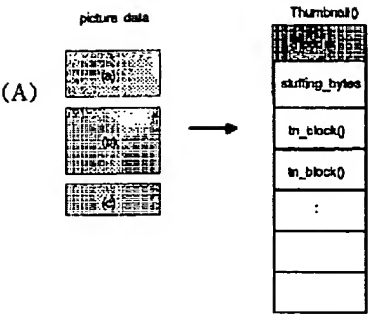 picture data
Thumbnail()
(A)
(a)
stuffing_bytes
(b)
tn_block()
(c)
tn_block()
: